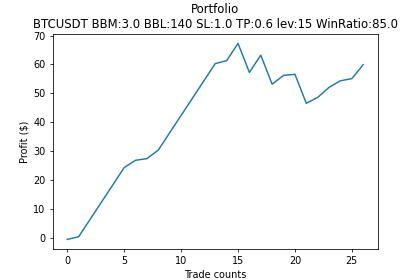 Portfolio
BTCUSDT BBM:3.0 BBL:140 SL:1.0 TP:0.6 lev:15 WinRatio:85.0
70
60
50
40
30
20
10
0
Profit ($)
0 5 10 15 20 25
Trade counts